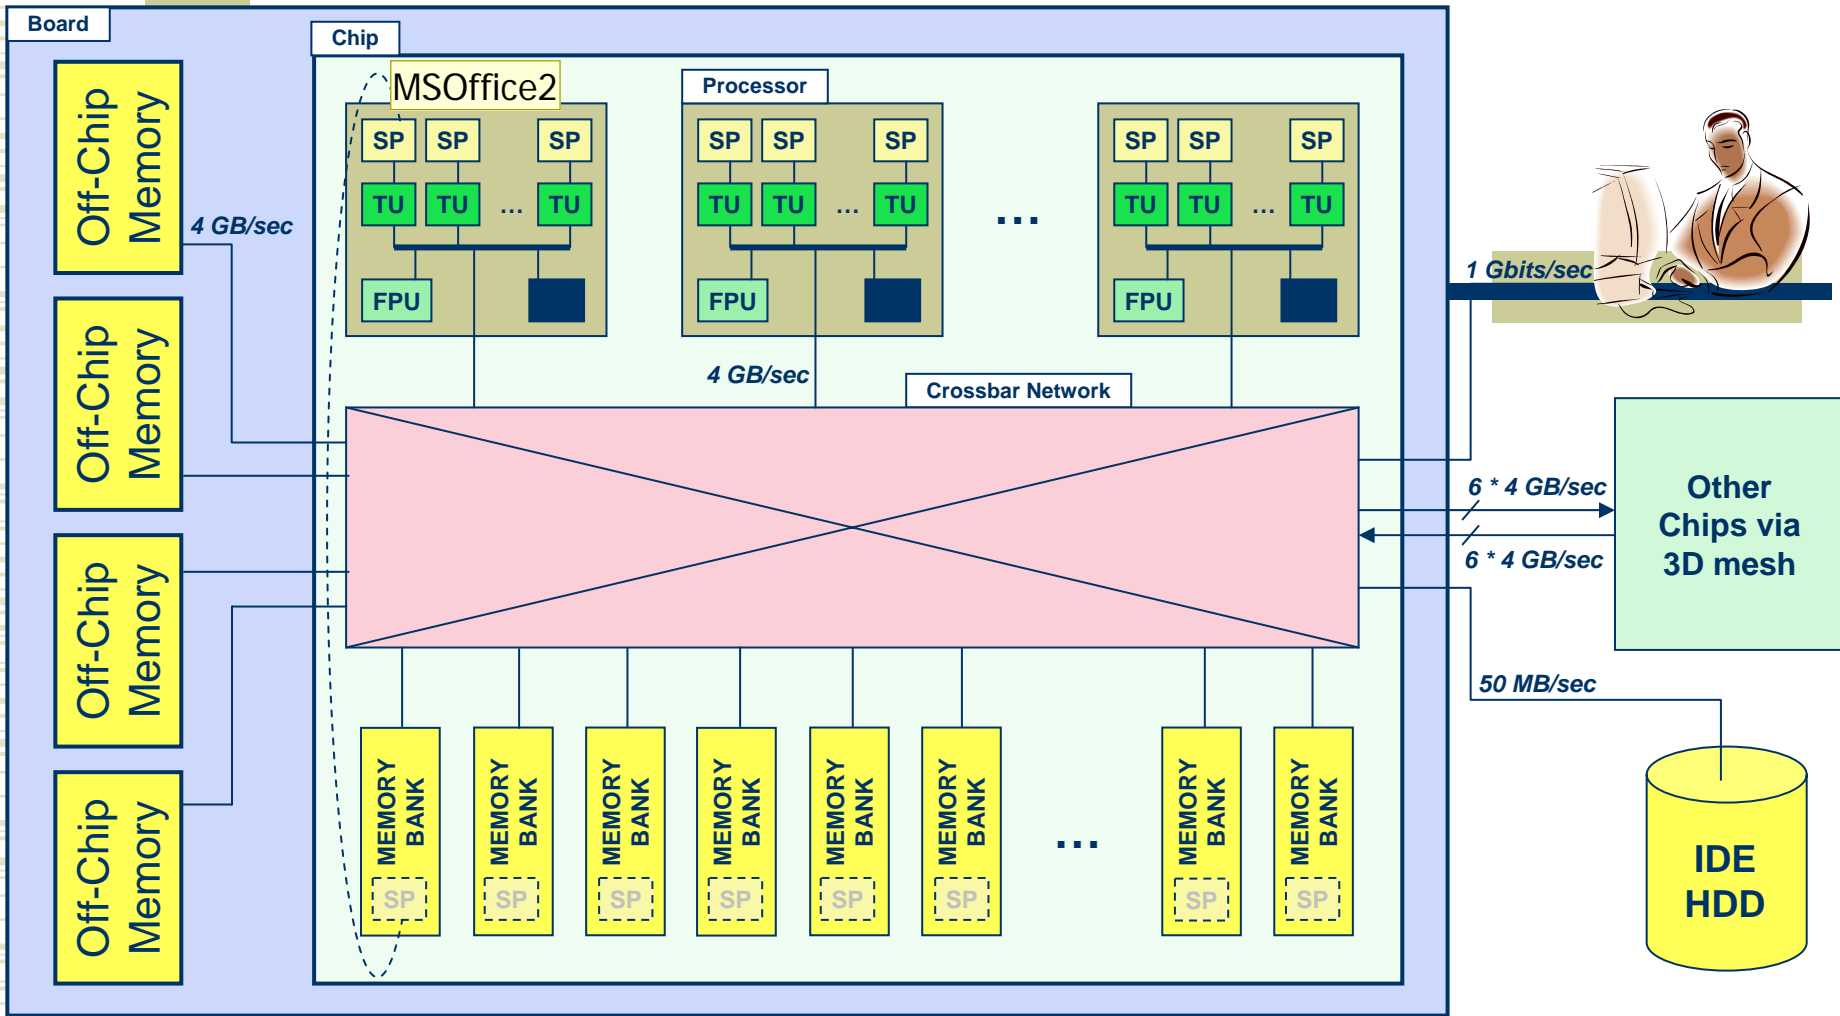 Board
Chip
Off-Chip
Memory
Off-Chip
Memory
Off-Chip
Memory
Off-Chip
Memory
4 GB/sec
MSOffice2
SP SP SP
TU TU ... TU
FPU
Processor
SP SP SP
TU TU ... TU
FPU
...
SP SP SP
TU TU ... TU
FPU
4 GB/sec
Crossbar Network
1 Gbits/sec
6 * 4 GB/sec
6 * 4 GB/sec
Other
Chips via
3D mesh
50 MB/sec
IDE
HDD
MEMORY
BANK
SP
MEMORY
BANK
SP
MEMORY
BANK
SP
MEMORY
BANK
SP
MEMORY
BANK
SP
MEMORY
BANK
SP
...
MEMORY
BANK
SP
MEMORY
BANK
SP